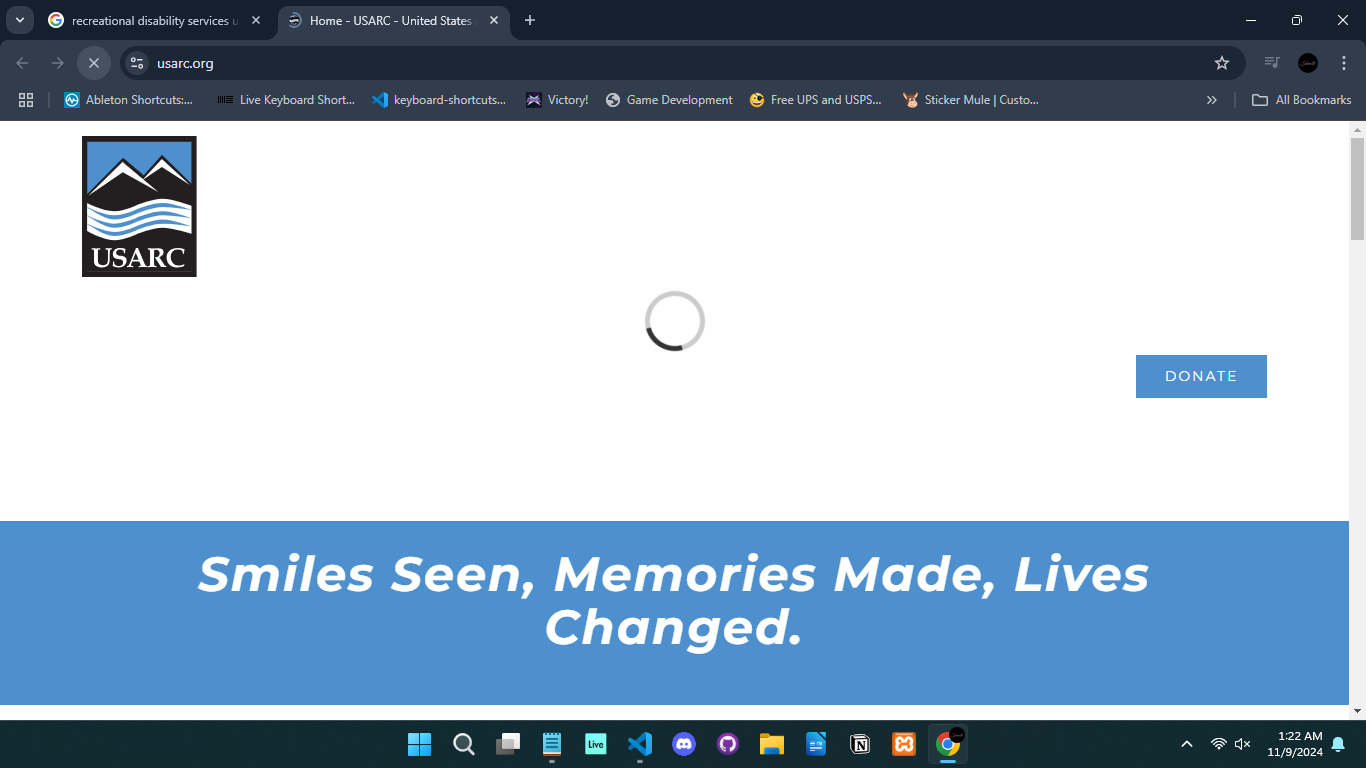 recreational disability services u
Home - USARC - United States A
usarc.org
Ableton Shortcuts:...
Live Keyboard Short...
keyboard-shortcuts...
Victory!
Game Development
Free UPS and USPS...
Sticker Mule | Custo...
All Bookmarks
USARC
DONATE
Smiles Seen, Memories Made, Lives
Changed.
Live
1:22 AM
11/9/2024